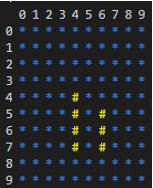 0 1 2 3 4 5 6 7 8 9
0 * * * * * * * * * *
1 * * * * * * * * * *
2 * * * * * * * * * *
3 * * * * * * * * * *
4 * * * * # * * * * *
5 * * * * # * # * * *
6 * * * * # * # * * *
7 * * * * # * # * * *
8 * * * * * * * * * *
9 * * * * * * * * * *